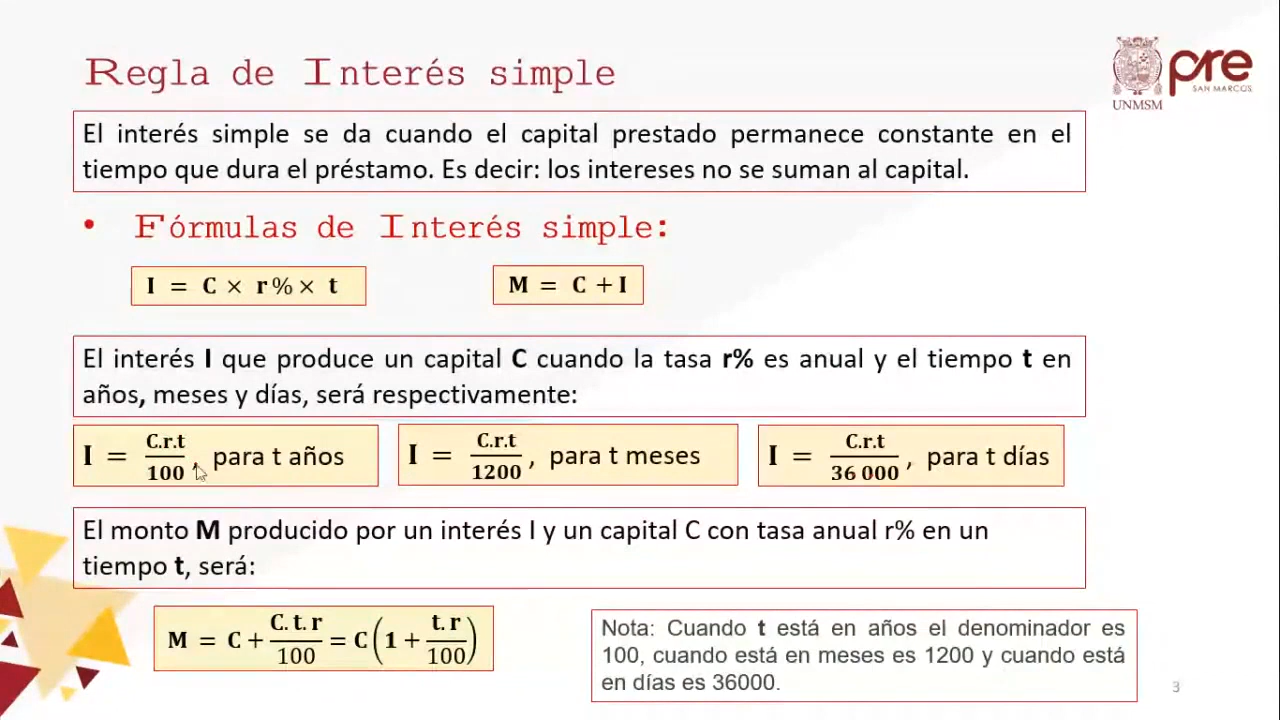 Regla de Interés simple
pre
SAN MARCOS
UNMSM
El interés simple se da cuando el capital prestado permanece constante en el
tiempo que dura el préstamo. Es decir: los intereses no se suman al capital.
• Fórmulas de Interés simple:
I = C × r% × t
M = C + I
El interés I que produce un capital C cuando la tasa r% es anual y el tiempo t en
años, meses y días, será respectivamente:
I = C.r.t/100 , para t años
I = C.r.t/1200 , para t meses
I = C.r.t/36 000 , para t días
El monto M producido por un interés I y un capital C con tasa anual r% en un
tiempo t, será:
M = C + C.t.r/100 = C(1 + t.r/100)
Nota: Cuando t está en años el denominador es
100, cuando está en meses es 1200 y cuando está
en días es 36000.
3